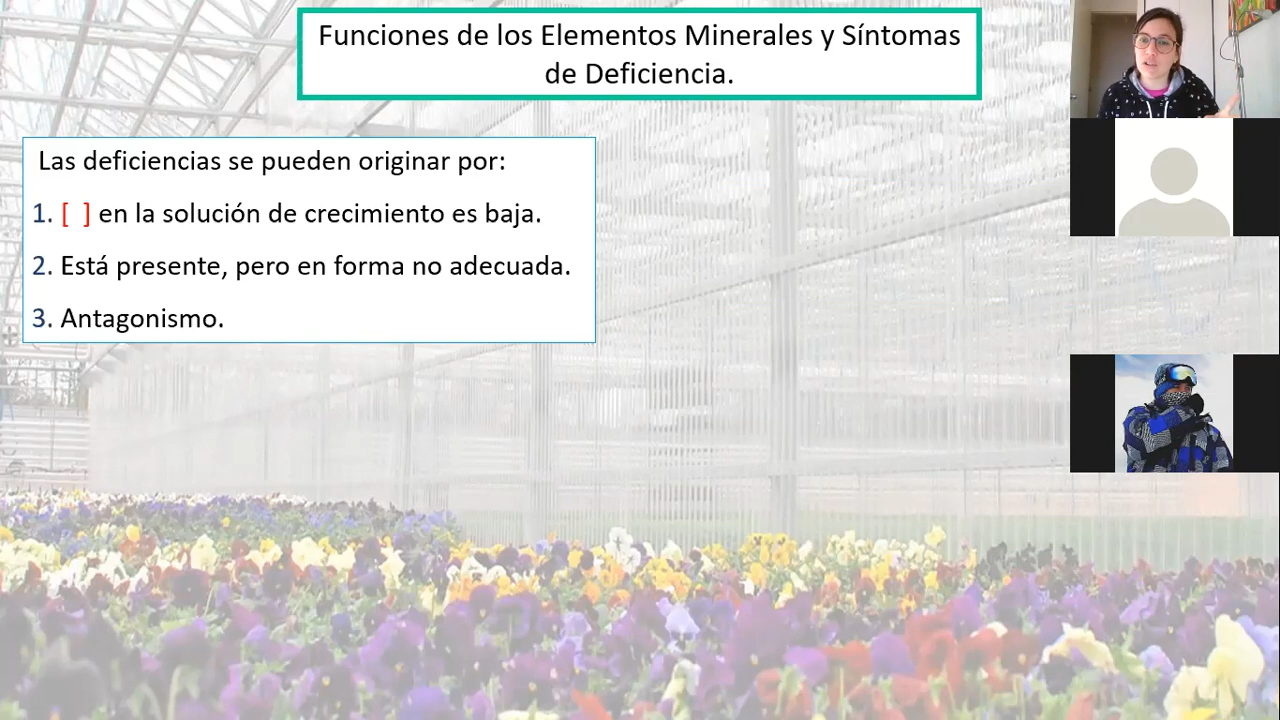 Funciones de los Elementos Minerales y Síntomas
de Deficiencia.
Las deficiencias se pueden originar por:
1. [ ] en la solución de crecimiento es baja.
2. Está presente, pero en forma no adecuada.
3. Antagonismo.